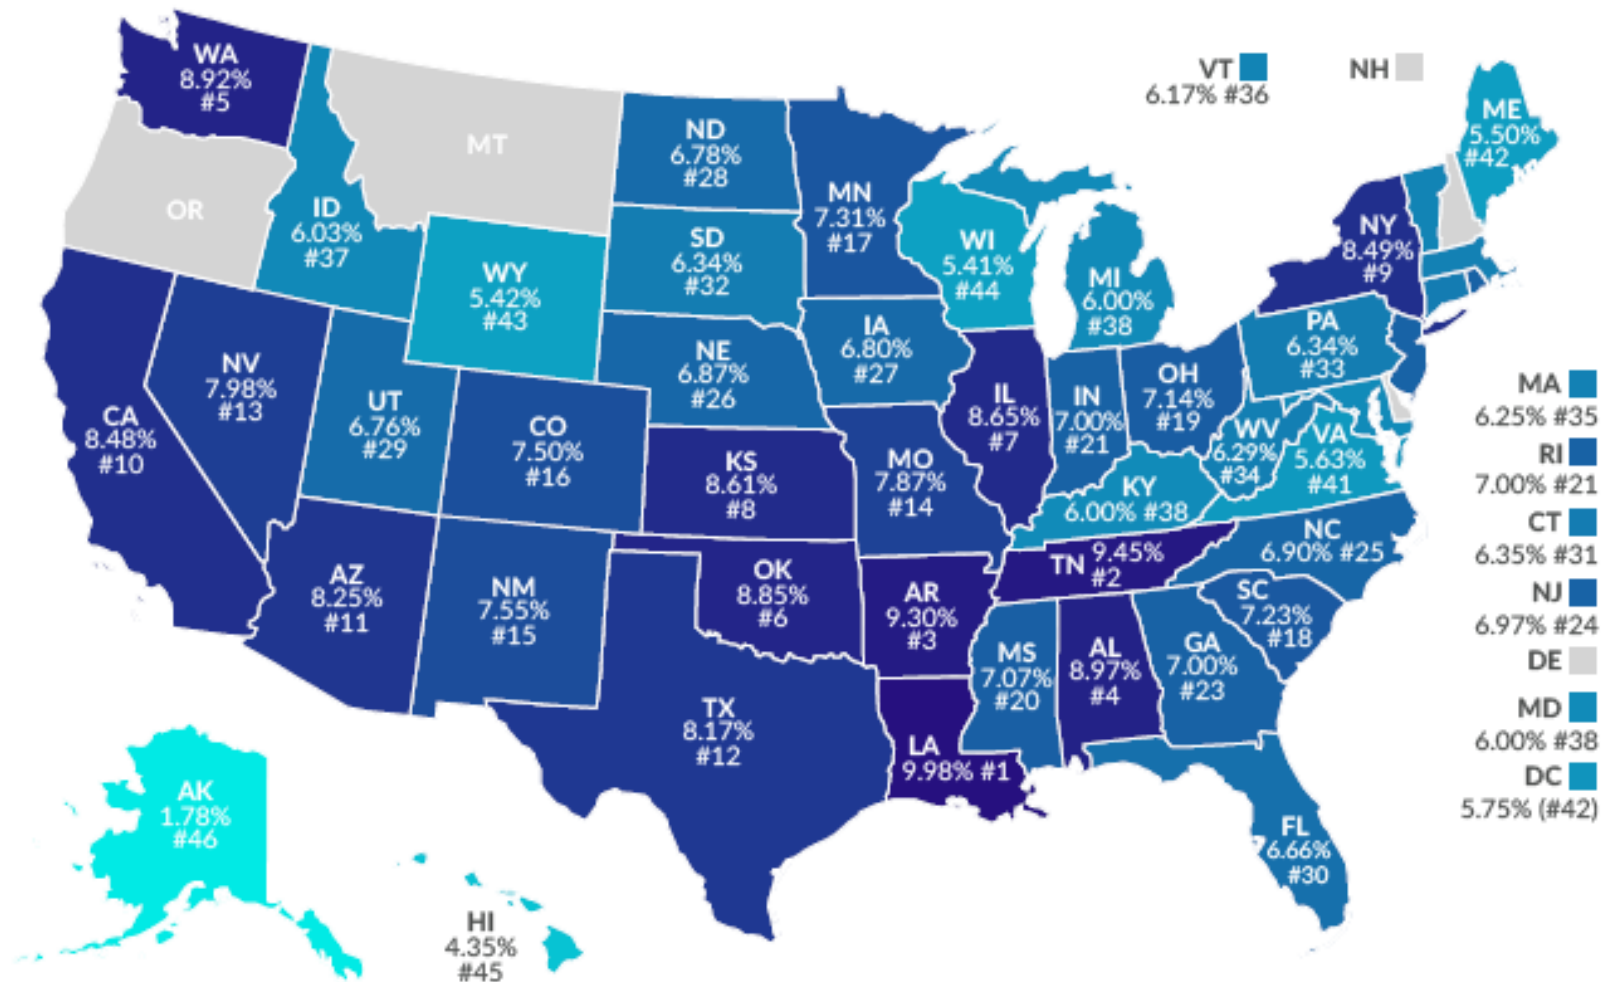 WA
8.92%
#5
VT
6.17% #36
NH
ME
5.50%
#42
MT
ND
6.78%
#28
OR
ID
6.03%
#37
MN
7.31%
#17
NY
8.49%
#9
SD
6.34%
#32
WI
5.41%
#44
WY
5.42%
#43
MI
6.00%
#38
PA
6.34%
#33
IA
6.80%
#27
NE
6.87%
#26
NV
7.98%
#13
OH
7.14%
#19
IN
7.00%
#21
IL
8.65%
#7
UT
6.76%
#29
CA
8.48%
#10
CO
7.50%
#16
WV
6.29%
#34
VA
5.63%
#41
KS
8.61%
#8
MO
7.87%
#14
KY
6.00% #38
NC
6.90% #25
TN 9.45%
#2
AZ
8.25%
#11
NM
7.55%
#15
OK
8.85%
#6
AR
9.30%
#3
SC
7.23%
#18
MS
7.07%
#20
AL
8.97%
#4
GA
7.00%
#23
TX
8.17%
#12
LA
9.98% #1
FL
6.66%
#30
AK
1.78%
#46
HI
4.35%
#45
MA
6.25% #35
RI
7.00% #21
CT
6.35% #31
NJ
6.97% #24
DE
MD
6.00% #38
DC
5.75% (#42)